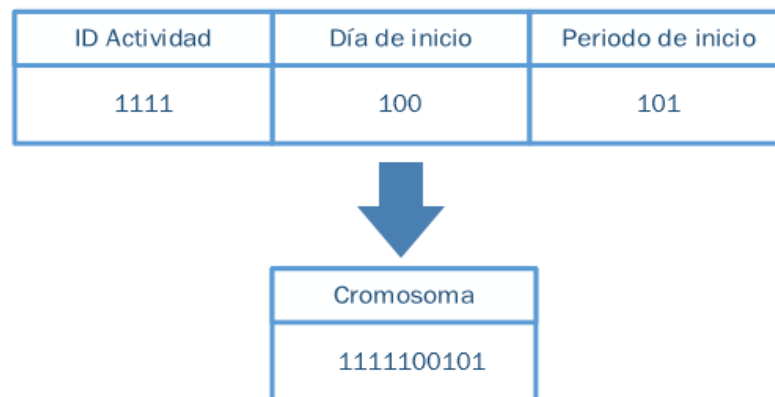 ID Actividad Día de inicio Periodo de inicio
1111 100 101
Cromosoma
1111100101